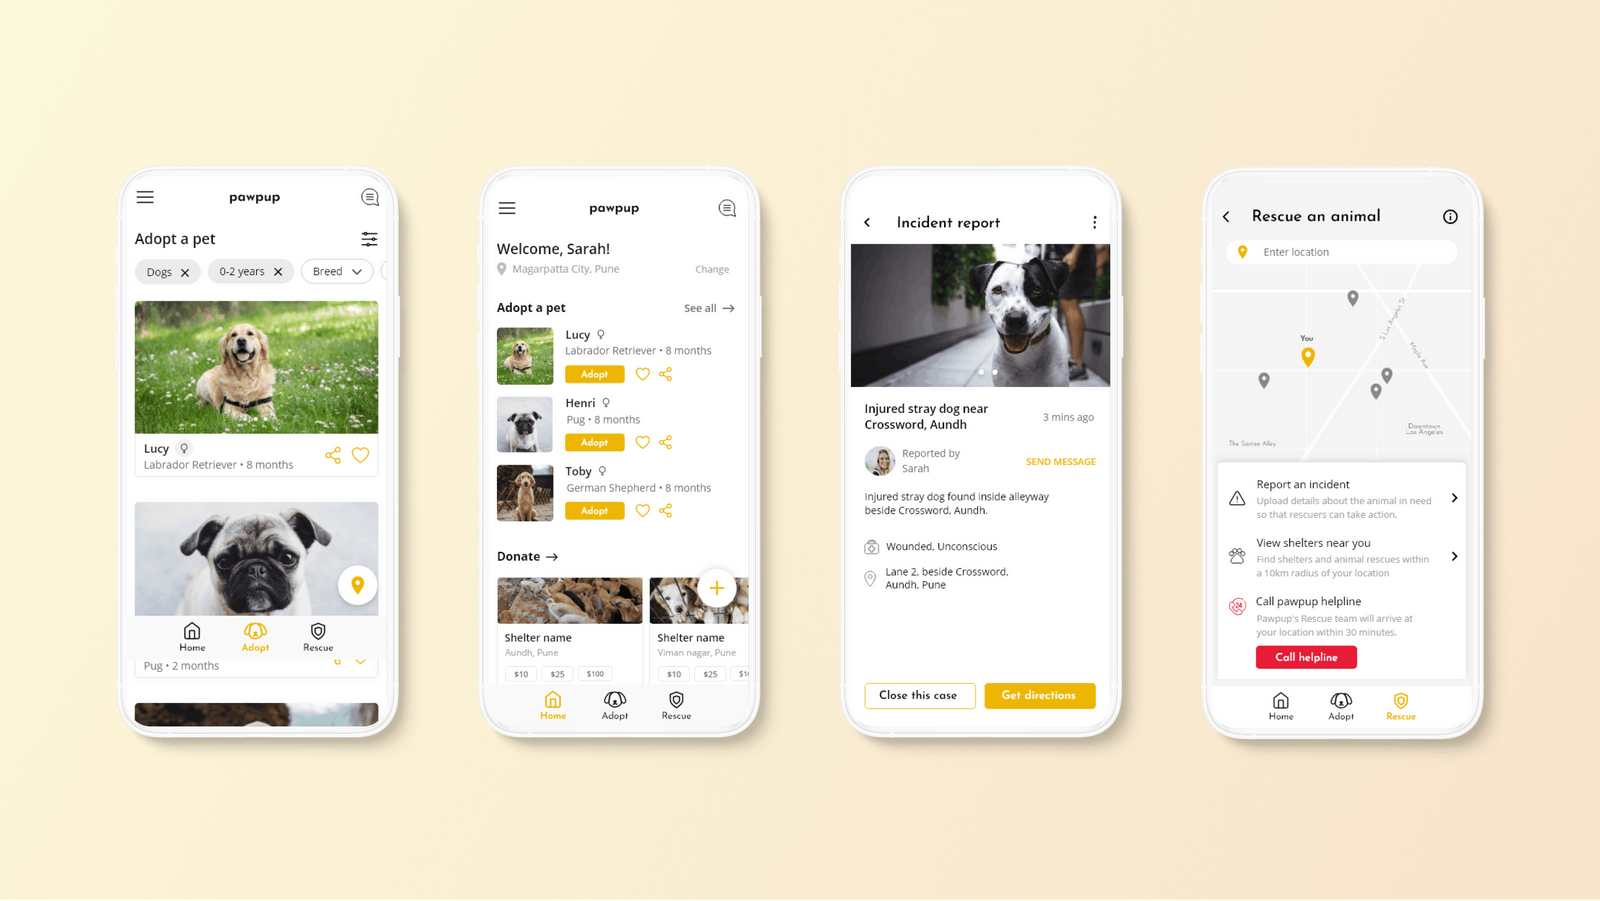 pawpup
Adopt a pet
Dogs
0-2 years
Breed
Lucy
Labrador Retriever • 8 months
Home
Adopt
Rescue
Pug • 2 months
pawpup
Welcome, Sarah!
Magarpatta City, Pune
Change
Adopt a pet
See all
Lucy
Labrador Retriever • 8 months
Adopt
Henri
Pug • 8 months
Adopt
Toby
German Shepherd • 8 months
Adopt
Donate
Shelter name
Aundh, Pune
$10
$25
$100
Shelter name
Viman nagar, Pune
$10
$25
Home
Adopt
Rescue
Incident report
Injured stray dog near
Crossword, Aundh
3 mins ago
Reported by
Sarah
SEND MESSAGE
Injured stray dog found inside alleyway
beside Crossword, Aundh.
Wounded, Unconscious
Lane 2, beside Crossword,
Aundh, Pune
Close this case
Get directions
Rescue an animal
Enter location
You
S Los Angeles St
Maple Ave
Downtown
Los Angeles
The Santee Alley
Report an incident
Upload details about the animal in need
so that rescuers can take action.
View shelters near you
Find shelters and animal rescues within
a 10km radius of your location
24
Call pawpup helpline
Pawpup's Rescue team will arrive at
your location within 30 minutes.
Call helpline
Home
Adopt
Rescue